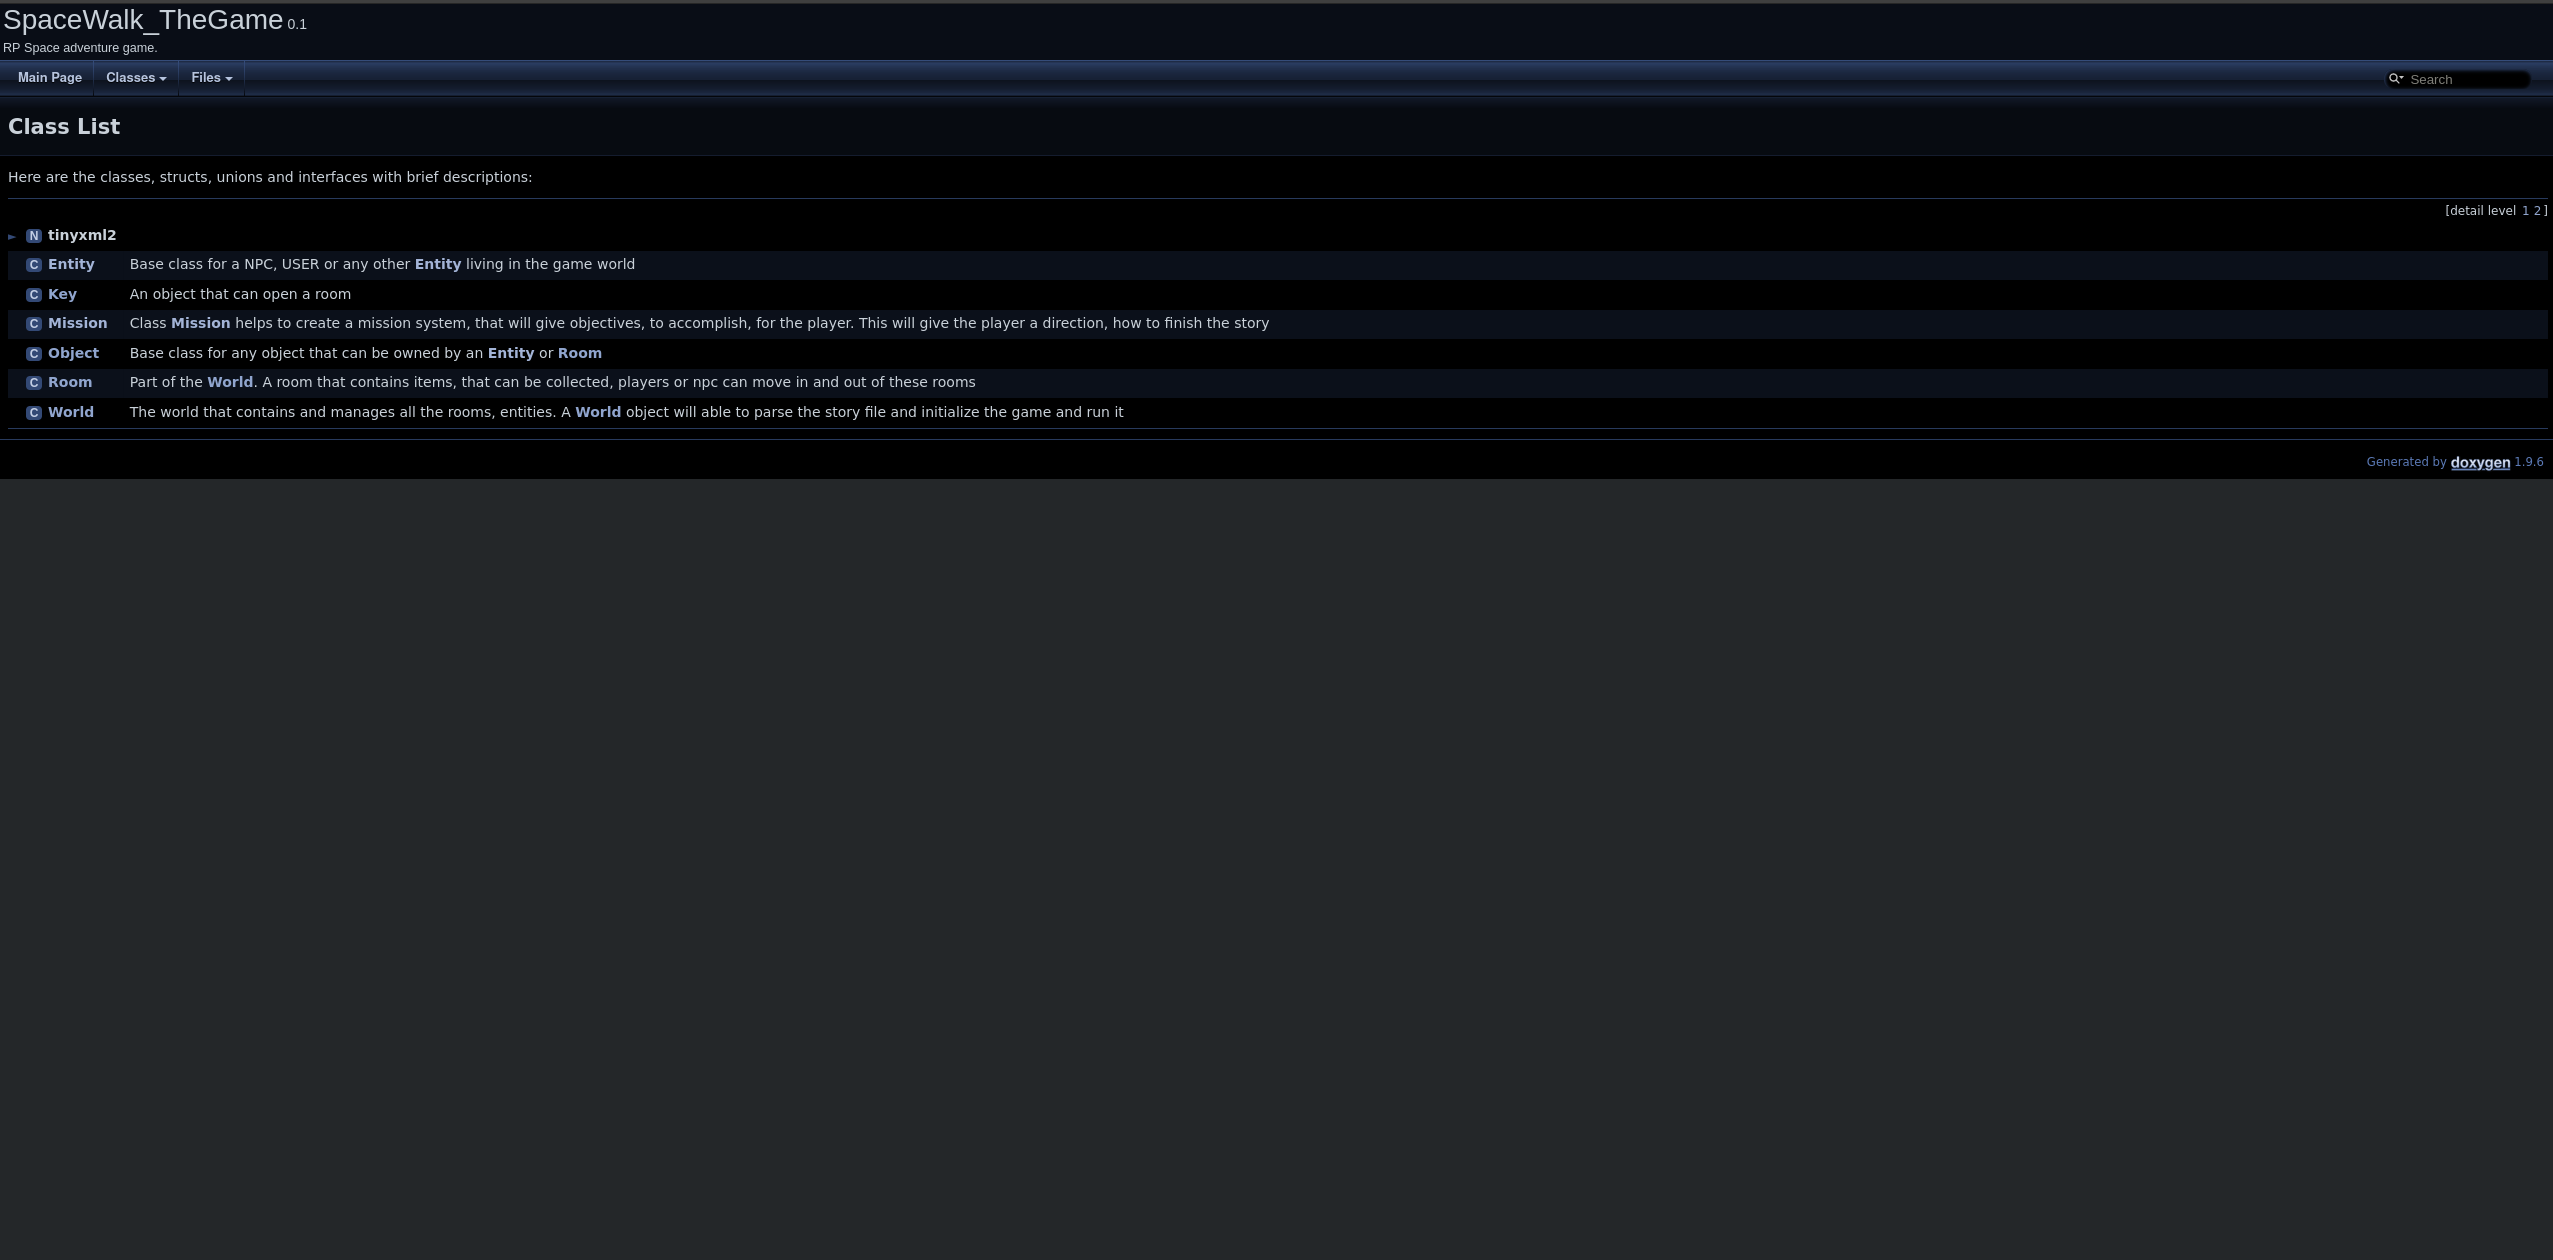 SpaceWalk_TheGame 0.1
RP Space adventure game.
Main Page Classes Files Search
Class List
Here are the classes, structs, unions and interfaces with brief descriptions:
[detail level 1 2]
► N tinyxml2
C Entity Base class for a NPC, USER or any other Entity living in the game world
C Key An object that can open a room
C Mission Class Mission helps to create a mission system, that will give objectives, to accomplish, for the player. This will give the player a direction, how to finish the story
C Object Base class for any object that can be owned by an Entity or Room
C Room Part of the World. A room that contains items, that can be collected, players or npc can move in and out of these rooms
C World The world that contains and manages all the rooms, entities. A World object will able to parse the story file and initialize the game and run it
Generated by doxygen 1.9.6